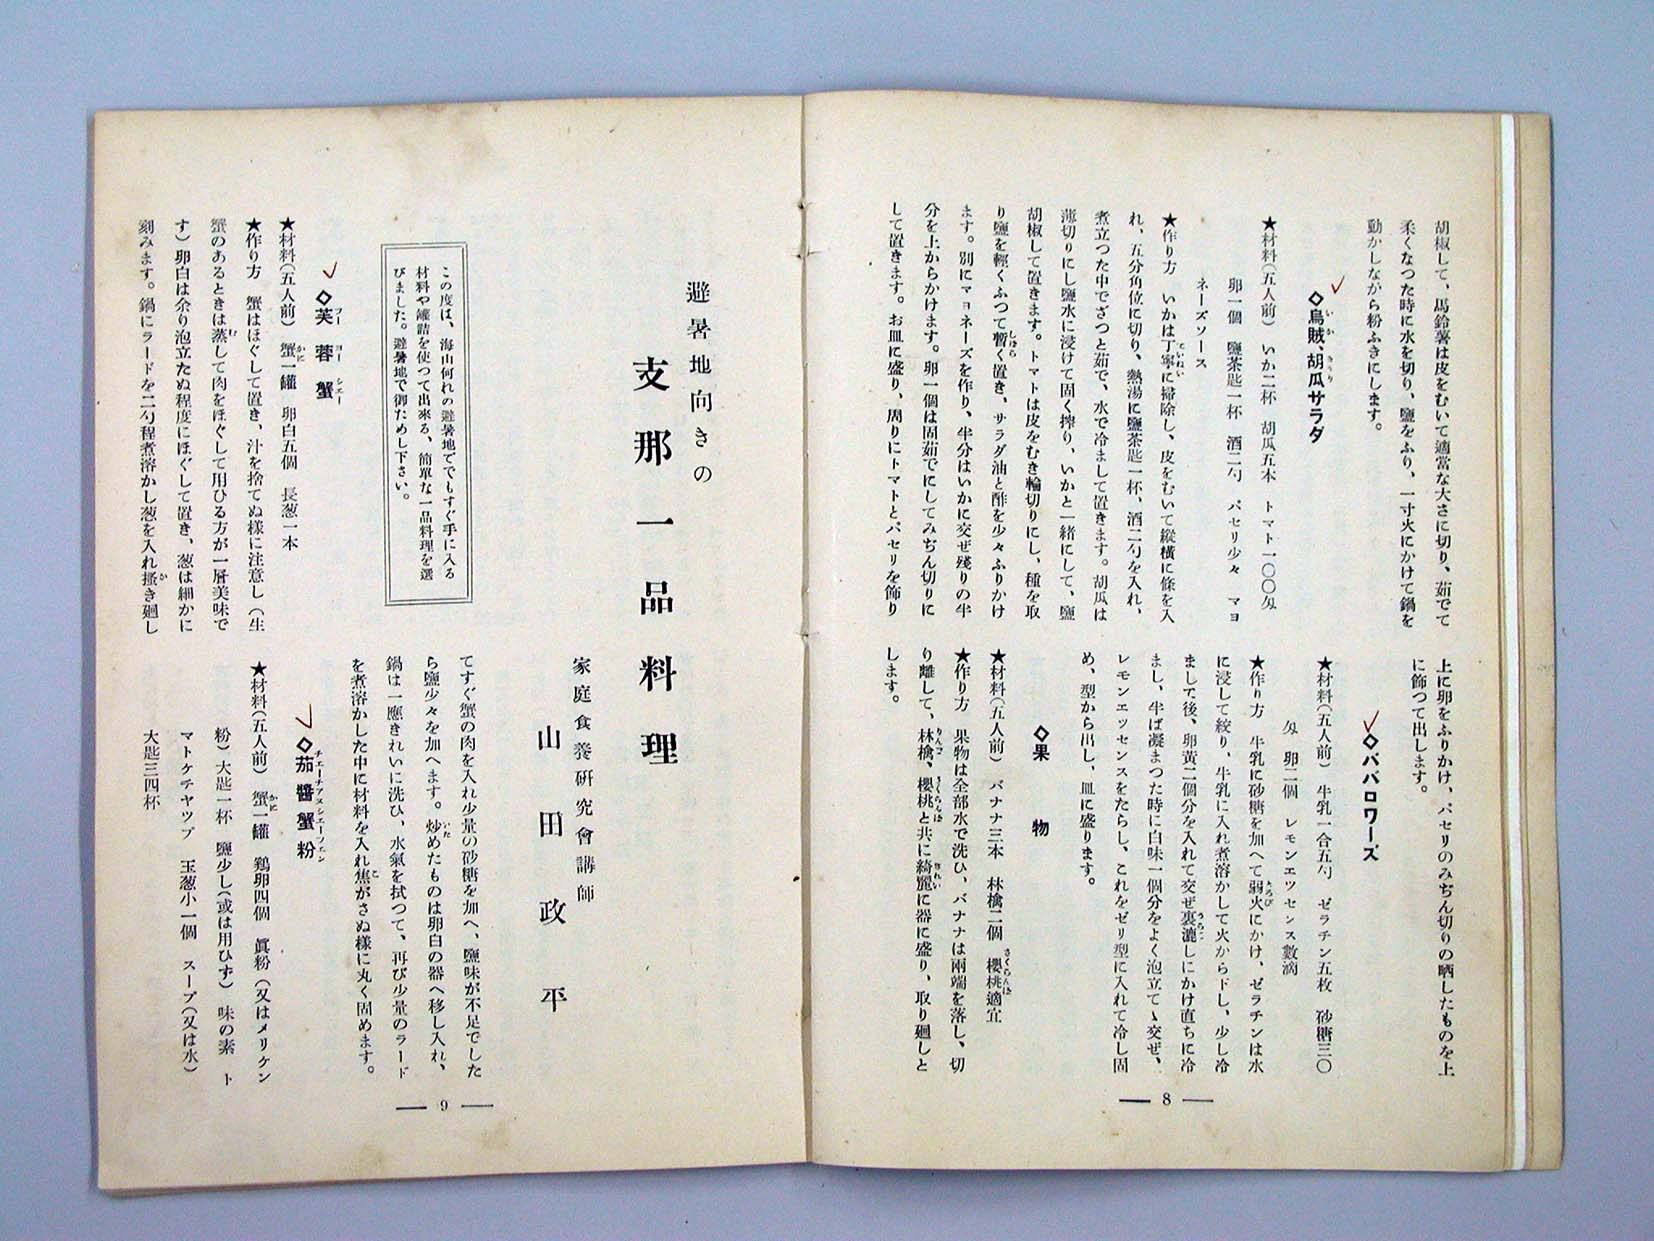 胡椒して、馬鈴薯は皮をむいて適當な大さに切り、茹でて
柔くなつた時に水を切り、鹽をふり、一寸火にかけて鍋を
動かしながら粉ふきにします。
◇烏賊、胡瓜サラダ
★材料(五人前) いか二杯 胡瓜五本 トマト一〇〇匁
卵一個 鹽茶匙一杯 酒二勺 パセリ少々 マヨ
ネーズソース
★作り方 いかは丁寧に掃除し、皮をむいて縱横に條を入
れ、五分角位に切り、熱湯に鹽茶匙一杯、酒二勺を入れ、
煮立つた中でざつと茹で、水で冷まして置きます。胡瓜は
薄切りにし鹽水に浸けて固く搾り、いかと一緒にして、鹽
胡椒して置きます。トマトは皮をむき輪切りにし、種を取
り鹽を輕くふつて暫く置き、サラダ油と酢を少々ふりかけ
ます。別にマヨネーズを作り、半分はいかに交ぜ殘りの半
分を上からかけます。卵一個は固茹でにしてみぢん切りに
して置きます。お皿に盛り、周りにトマトとパセリを飾り
上に卵をふりかけ、パセリのみぢん切りの晒したものを上
に飾つて出します。
◇ババロワーズ
★材料(五人前) 牛乳一合五勺 ゼラチン五枚 砂糖三〇
匁 卵二個 レモンエツセンス數滴
★作り方 牛乳に砂糖を加へて弱火にかけ、ゼラチンは水
に浸して絞り、牛乳に入れ煮溶かして火から下し、少し冷
まして後、卵黄二個分を入れて交ぜ裏漉しにかけ直ちに冷
まし、半ば凝まつた時に白味一個分をよく泡立てゝ交ぜ、
レモンエツセンスをたらし、これをゼリ型に入れて冷し固
め、型から出し、皿に盛ります。
◇果物
★材料(五人前) バナナ三本 林檎二個 櫻桃適宜
★作り方 果物は全部水で洗ひ、バナナは兩端を落し、切
り離して、林檎、櫻桃と共に綺麗に器に盛り、取り廻しと
します。
— 8 —
避暑地向きの
支那一品料理
家庭食養研究會講師
山田政平
この度は、海山何れの避暑地ででもすぐ手に入る
材料や罐詰を使つて出來る、簡單な一品料理を選
びました。避暑地で御ためし下さい。
◇芙蓉蟹
★材料(五人前) 蟹一罐 卵白五個 長葱一本
★作り方 蟹はほぐして置き、汁を捨てぬ樣に注意し(生
蟹のあるときは蒸して肉をほぐして用ひる方が一層美味で
す)卵白は余り泡立たぬ程度にほぐして置き、葱は細かに
刻みます。鍋にラードを二勺程煮溶かし葱を入れ掻き廻し
てすぐ蟹の肉を入れ少量の砂糖を加へ、鹽味が不足でした
ら鹽少々を加へます。炒めたものは卵白の器へ移し入れ、
鍋は一應きれいに洗ひ、水氣を拭つて、再び少量のラード
を煮溶かした中に材料を入れ焦がさぬ樣に丸く固めます。
◇茄醬蟹粉
★材料(五人前) 蟹一罐 鷄卵四個 眞粉(又はメリケン
粉)大匙一杯 鹽少し(或は用ひず) 味の素 ト
マトケチヤツプ 玉葱小一個 スープ(又は水)
大匙三四杯
— 9 —